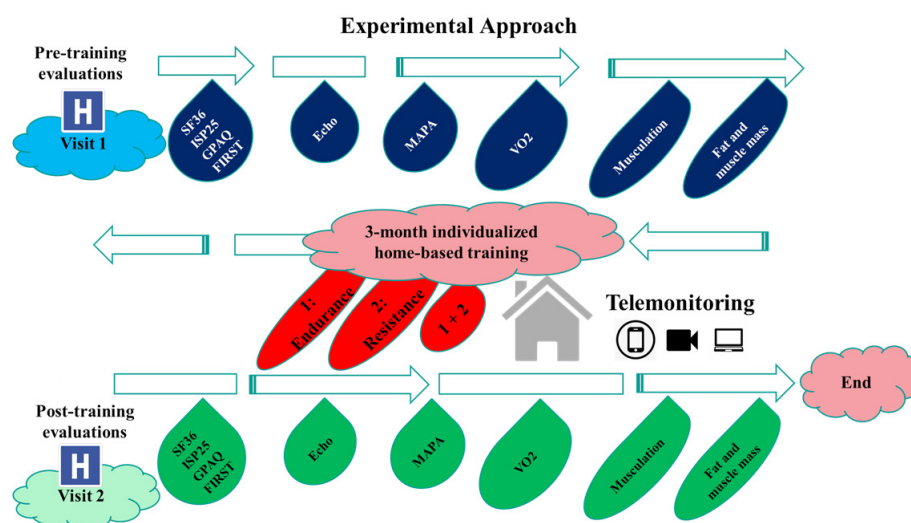 Experimental Approach
Pre-training
evaluations
H
Visit 1
SF36
ISP25
GPAQ
FIRST
Echo
MAPA
VO2
Musculation
Fat and
muscle mass
3-month individualized
home-based training
1:
Endurance
2:
Resistance
1 + 2
Telemonitoring
End
Post-training
evaluations
H
Visit 2
SF36
ISP25
GPAQ
FIRST
Echo
MAPA
VO2
Musculation
Fat and
muscle mass